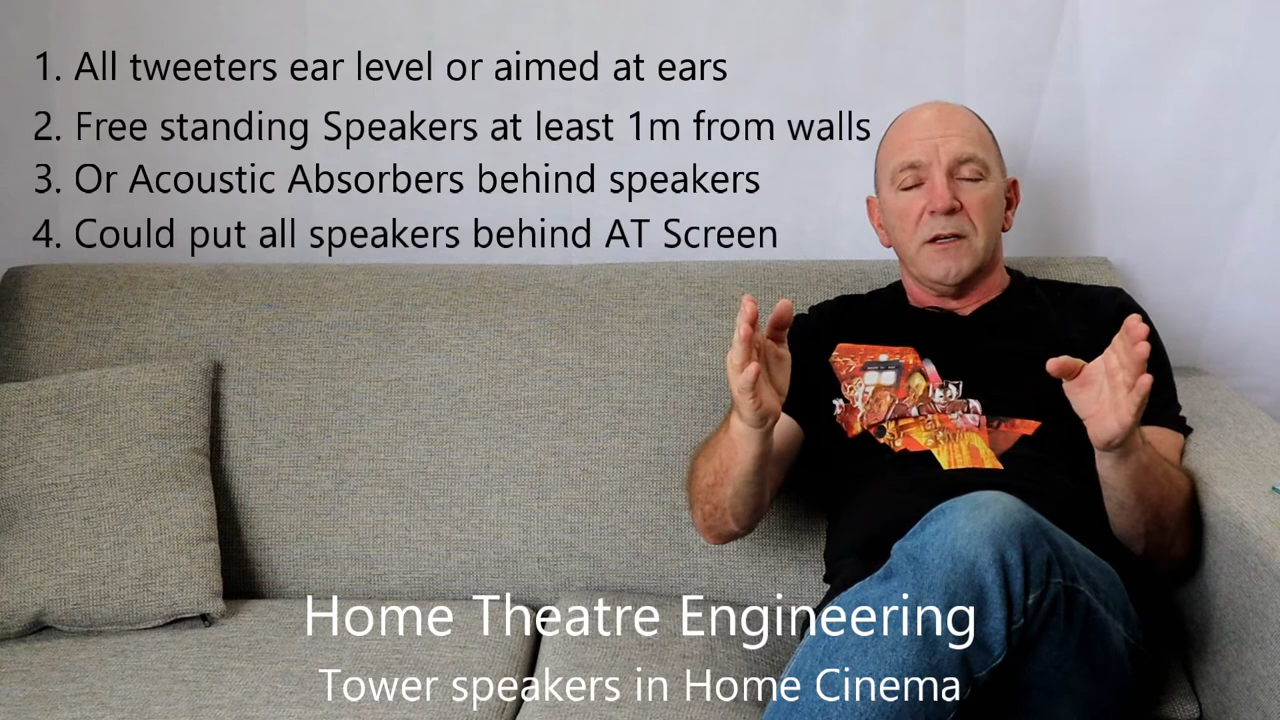 1. All tweeters ear level or aimed at ears
2. Free standing Speakers at least 1m from walls
3. Or Acoustic Absorbers behind speakers
4. Could put all speakers behind AT Screen
Home Theatre Engineering
Tower speakers in Home Cinema